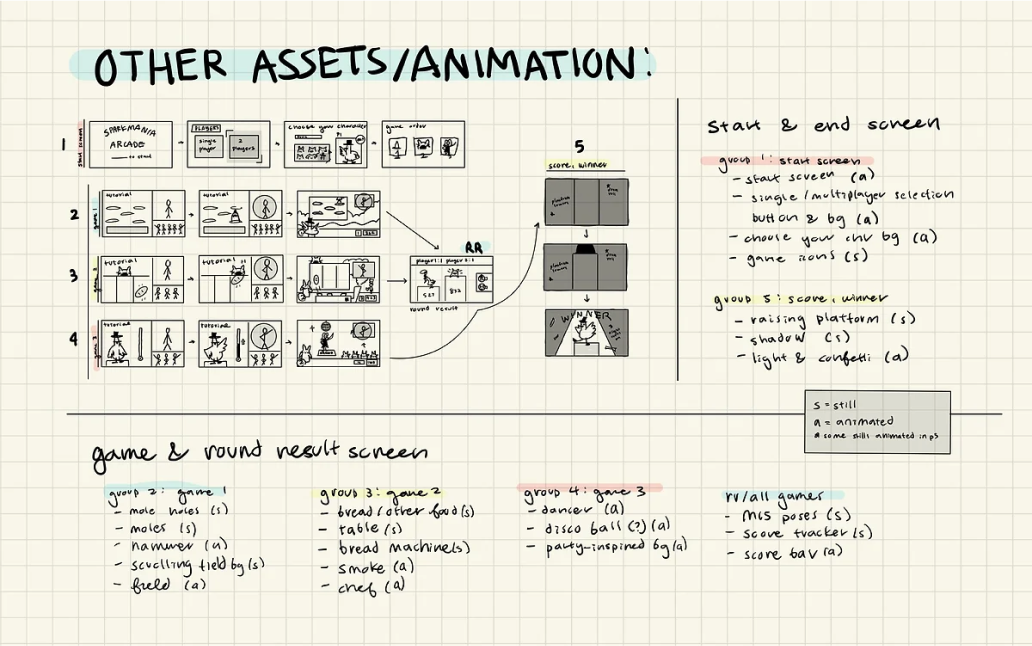 OTHER ASSETS/ANIMATION:
1
start screen
SPARKMANIA
ARCADE
to start
PLAYERS
single
player
2
players
choose your character
P1
game order
2
game 1
tutorial
tutorial
3
tutorial
tutorial
4
game 3
tutorial
tutorial
RR
player 1
527
832
round result
5
score, winner
WINNER
start & end screen
group 1: start screen
- start screen (a)
- single/multiplayer selection
button & bg (a)
- choose your chr bg (a)
- game icons (s)
group 5: score, winner
- raising platform (s)
- shadow (s)
- light & confetti (a)
s = still
a = animated
# some stills animated in p5
game & round result screen
group 2: game 1
- mole holes (s)
- moles (s)
- hammer (a)
- scrolling field bg (s)
- field (a)
group 3: game 2
- bread/other food (s)
- table (s)
- bread machine (s)
- smoke (a)
- chef (a)
group 4: game 3
- dancer (a)
- disco ball (?) (a)
- party-inspired bg (a)
rr/all games
- MCs poses (s)
- score tracker (s)
- score bar (a)